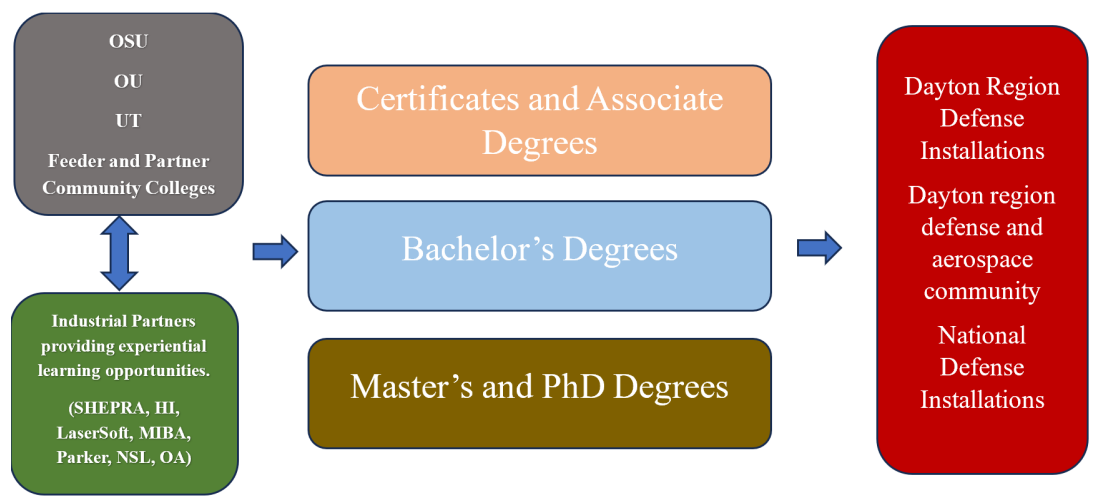 OSU
OU
UT
Feeder and Partner
Community Colleges
Industrial Partners
providing experiential
learning opportunities.
(SHEPRA, HI,
LaserSoft, MIBA,
Parker, NSL, OA)
Certificates and Associate
Degrees
Bachelor’s Degrees
Master’s and PhD Degrees
Dayton Region
Defense
Installations
Dayton region
defense and
aerospace
community
National
Defense
Installations